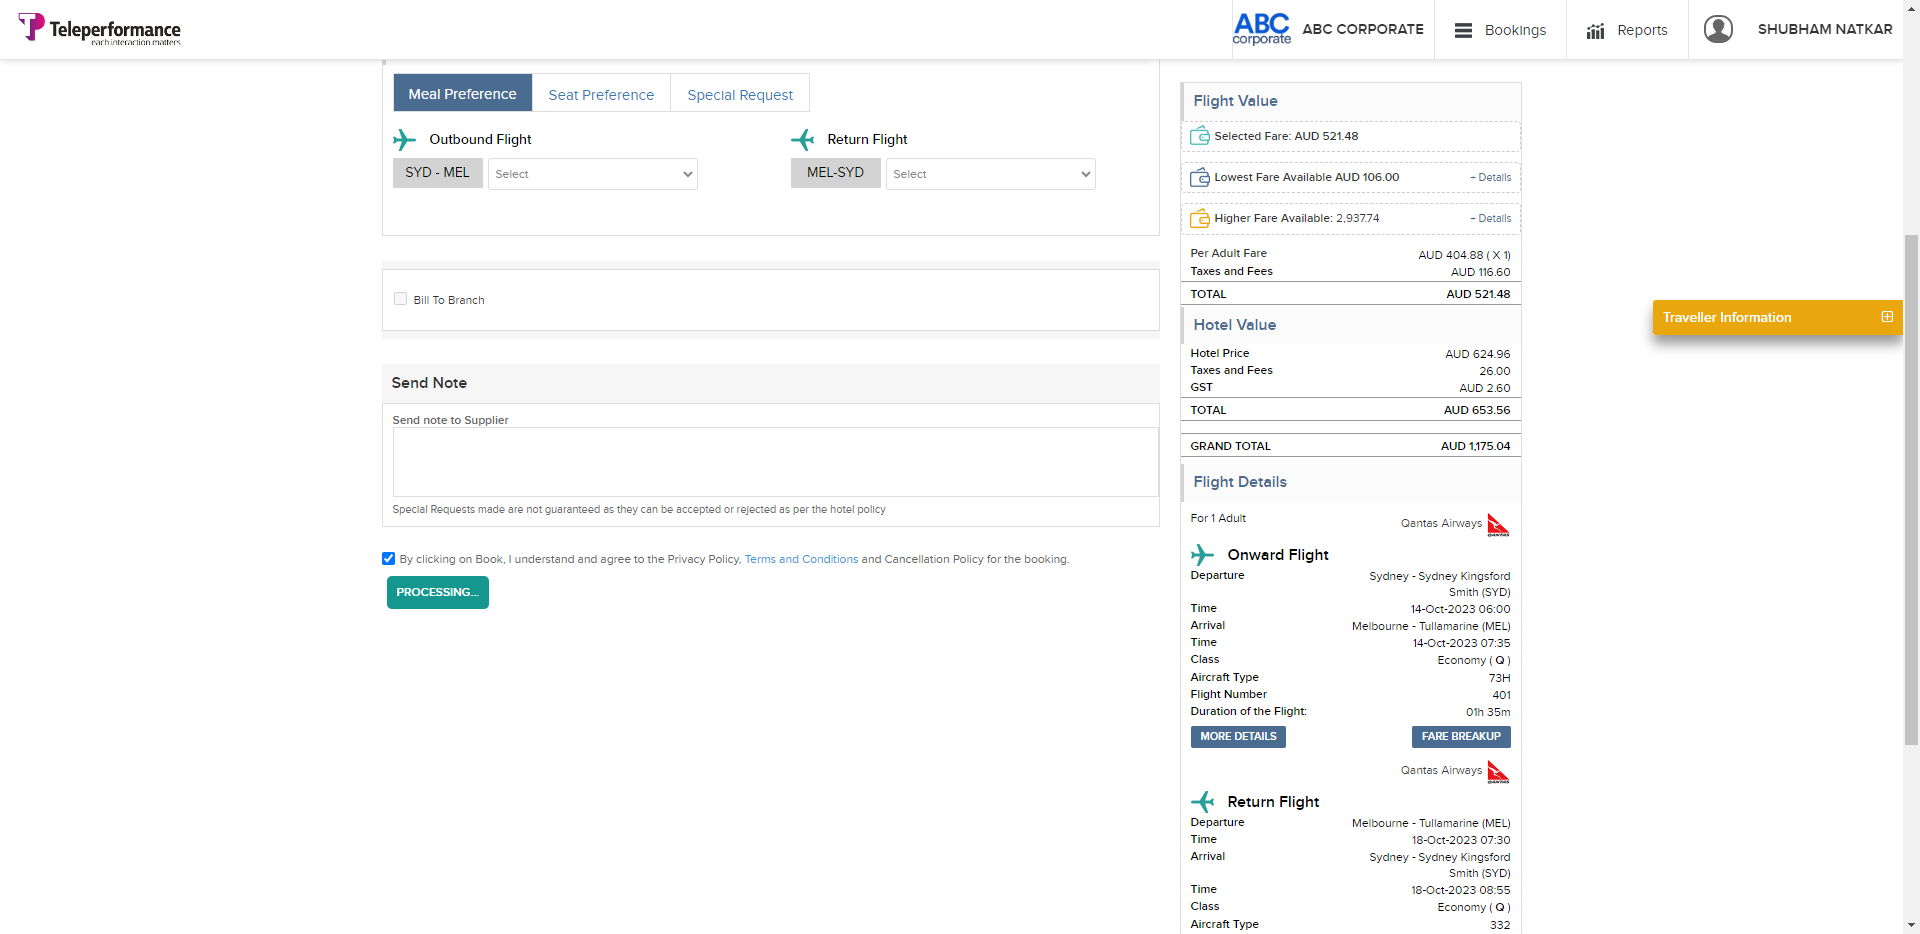 Teleperformance
each interaction matters
ABC
corporate
ABC CORPORATE
Bookings
Reports
SHUBHAM NATKAR
Meal Preference
Seat Preference
Special Request
Outbound Flight
Return Flight
SYD - MEL
Select
MEL-SYD
Select
Bill To Branch
Send Note
Send note to Supplier
Special Requests made are not guaranteed as they can be accepted or rejected as per the hotel policy
By clicking on Book, I understand and agree to the Privacy Policy, Terms and Conditions and Cancellation Policy for the booking.
PROCESSING...
Flight Value
Selected Fare: AUD 521.48
Lowest Fare Available AUD 106.00 + Details
Higher Fare Available: 2,937.74 + Details
Per Adult Fare AUD 404.88 ( X 1)
Taxes and Fees AUD 116.60
TOTAL AUD 521.48
Hotel Value
Hotel Price AUD 624.96
Taxes and Fees 26.00
GST AUD 2.60
TOTAL AUD 653.56
GRAND TOTAL AUD 1,175.04
Flight Details
For 1 Adult Qantas Airways
QANTAS
Onward Flight
Departure Sydney - Sydney Kingsford
Smith (SYD)
Time 14-Oct-2023 06:00
Arrival Melbourne - Tullamarine (MEL)
Time 14-Oct-2023 07:35
Class Economy ( Q )
Aircraft Type 73H
Flight Number 401
Duration of the Flight: 01h 35m
MORE DETAILS FARE BREAKUP
Qantas Airways
QANTAS
Return Flight
Departure Melbourne - Tullamarine (MEL)
Time 18-Oct-2023 07:30
Arrival Sydney - Sydney Kingsford
Smith (SYD)
Time 18-Oct-2023 08:55
Class Economy ( Q )
Aircraft Type 332
Traveller Information